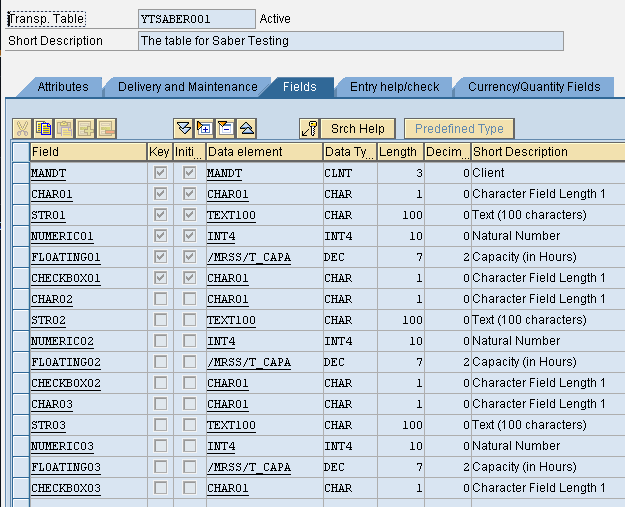 Transp. Table YTSABER001 Active
Short Description The table for Saber Testing
Attributes Delivery and Maintenance Fields Entry help/check Currency/Quantity Fields
Srch Help Predefined Type
Field Key Initi... Data element Data Ty... Length Decim... Short Description
MANDT MANDT CLNT 3 0 Client
CHAR01 CHAR01 CHAR 1 0 Character Field Length 1
STR01 TEXT100 CHAR 100 0 Text (100 characters)
NUMERIC01 INT4 INT4 10 0 Natural Number
FLOATING01 /MRSS/T_CAPA DEC 7 2 Capacity (in Hours)
CHECKBOX01 CHAR01 CHAR 1 0 Character Field Length 1
CHAR02 CHAR01 CHAR 1 0 Character Field Length 1
STR02 TEXT100 CHAR 100 0 Text (100 characters)
NUMERIC02 INT4 INT4 10 0 Natural Number
FLOATING02 /MRSS/T_CAPA DEC 7 2 Capacity (in Hours)
CHECKBOX02 CHAR01 CHAR 1 0 Character Field Length 1
CHAR03 CHAR01 CHAR 1 0 Character Field Length 1
STR03 TEXT100 CHAR 100 0 Text (100 characters)
NUMERIC03 INT4 INT4 10 0 Natural Number
FLOATING03 /MRSS/T_CAPA DEC 7 2 Capacity (in Hours)
CHECKBOX03 CHAR01 CHAR 1 0 Character Field Length 1